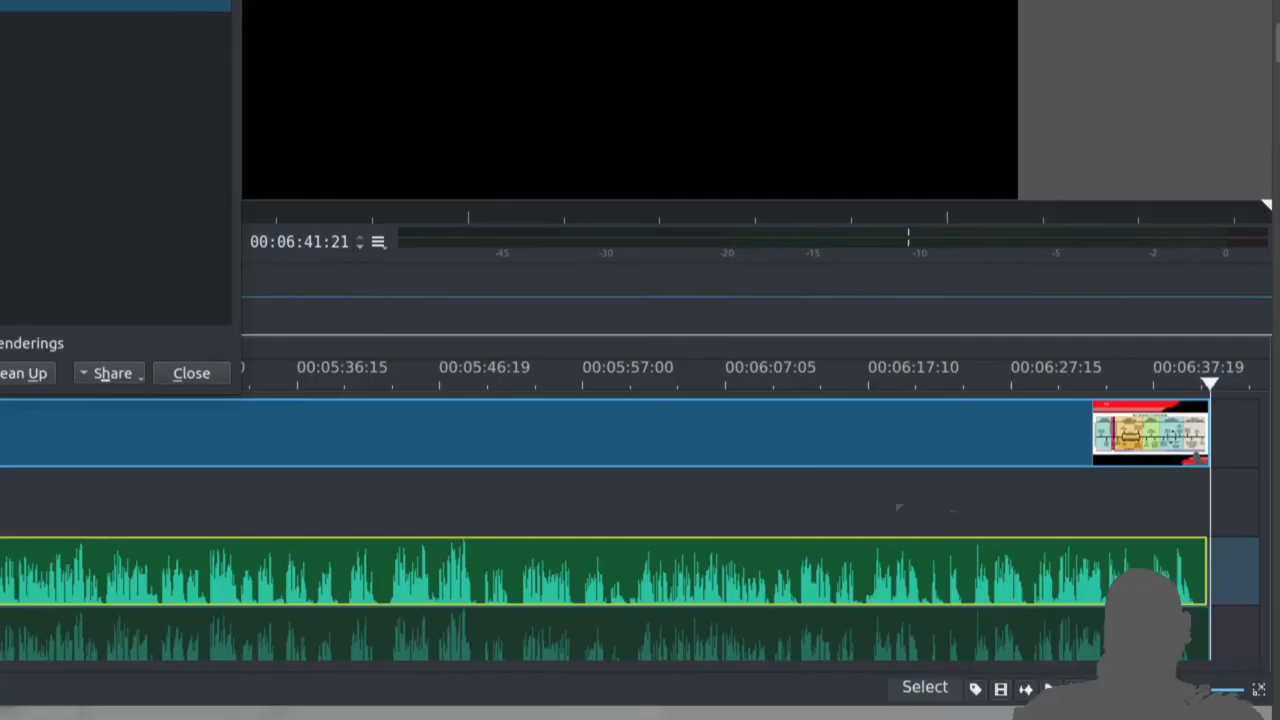 00:06:41:21
-45 -30 -20 -15 -10 -5 -2 0
enderings
ean Up Share Close
00:05:36:15 00:05:46:19 00:05:57:00 00:06:07:05 00:06:17:10 00:06:27:15 00:06:37:19
Select